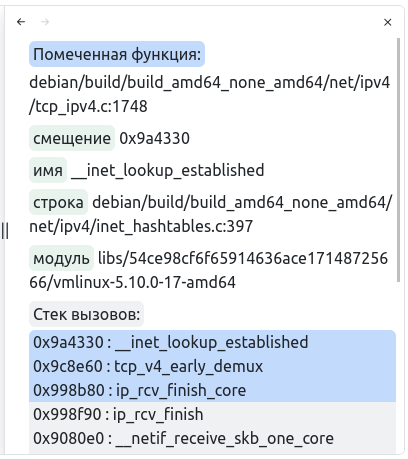 Помеченная функция:
debian/build/build_amd64_none_amd64/net/ipv4
/tcp_ipv4.c:1748
смещение 0x9a4330
имя __inet_lookup_established
строка debian/build/build_amd64_none_amd64/
net/ipv4/inet_hashtables.c:397
модуль libs/54ce98cf6f65914636ace1714872566
66/vmlinux-5.10.0-17-amd64
Стек вызовов:
0x9a4330 : __inet_lookup_established
0x9c8e60 : tcp_v4_early_demux
0x998b80 : ip_rcv_finish_core
0x998f90 : ip_rcv_finish
0x9080e0 : __netif_receive_skb_one_core